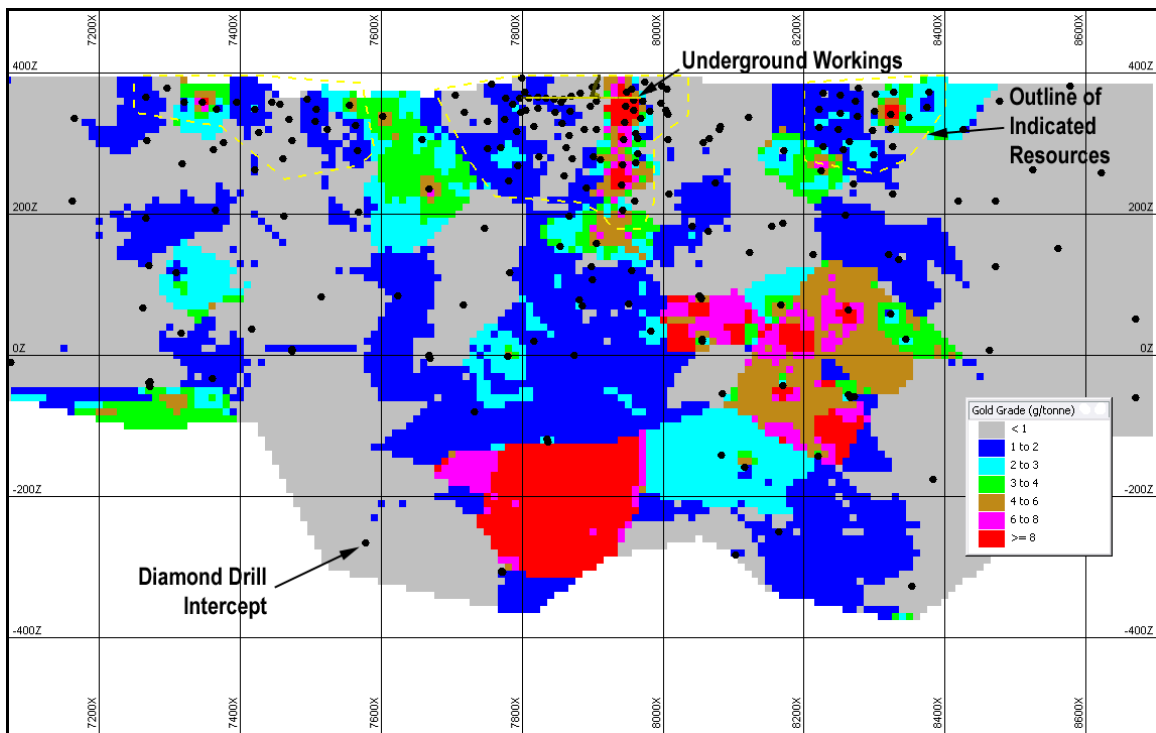 7200X 7400X 7600X 7800X 8000X 8200X 8400X 8600X
400Z 400Z
Underground Workings
Outline of
Indicated
Resources
200Z 200Z
0Z 0Z
Gold Grade (g/tonne)
< 1
1 to 2
2 to 3
3 to 4
4 to 6
6 to 8
>= 8
-200Z -200Z
Diamond Drill
Intercept
-400Z -400Z
7200X 7400X 7600X 7800X 8000X 8200X 8400X 8600X